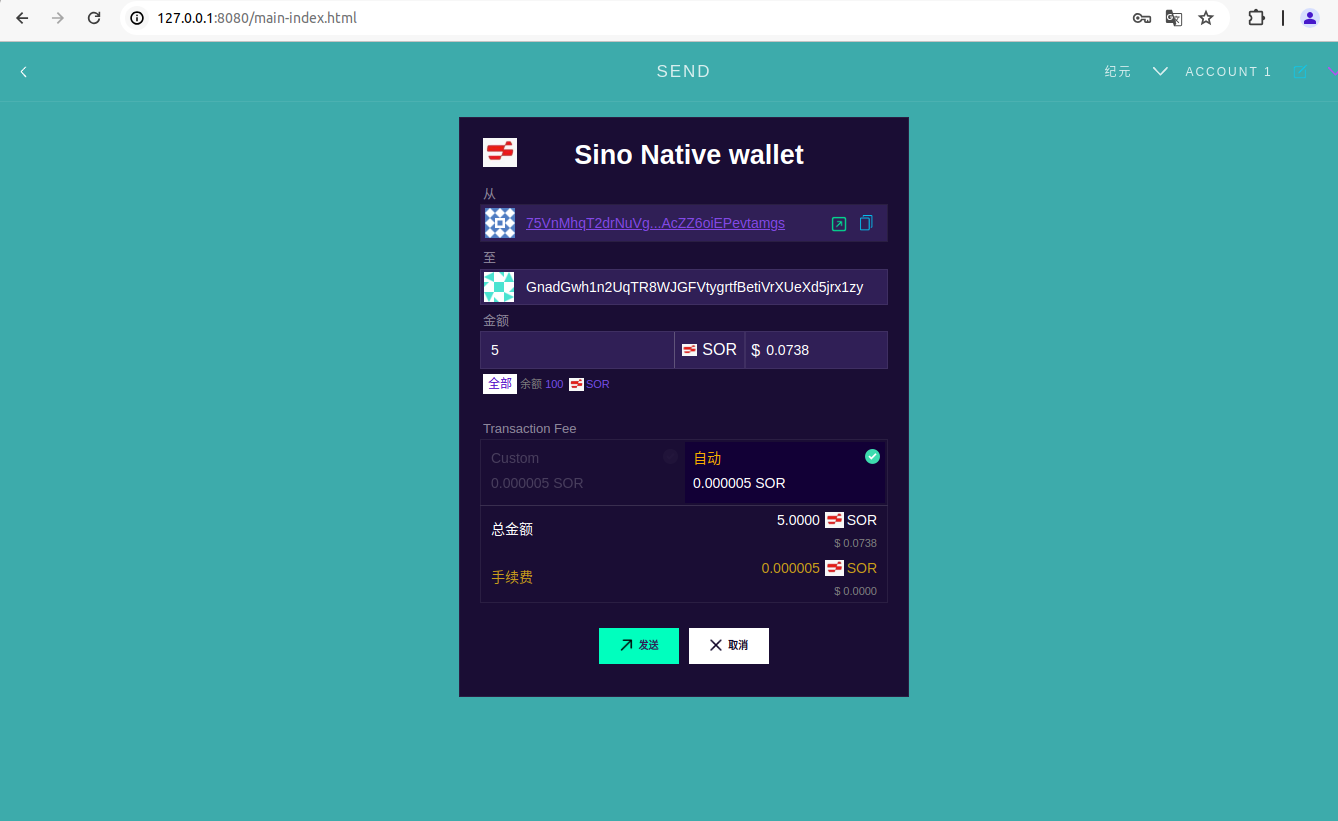 127.0.0.1:8080/main-index.html
SEND
纪元
ACCOUNT 1
Sino Native wallet
从
75VnMhqT2drNuVg...AcZZ6oiEPevtamgs
至
GnadGwh1n2UqTR8WJGFVtygrtfBetiVrXUeXd5jrx1zy
金额
5 SOR $ 0.0738
全部 余额 100 SOR
Transaction Fee
Custom 自动
0.000005 SOR 0.000005 SOR
总金额 5.0000 SOR
$ 0.0738
手续费 0.000005 SOR
$ 0.0000
发送 取消